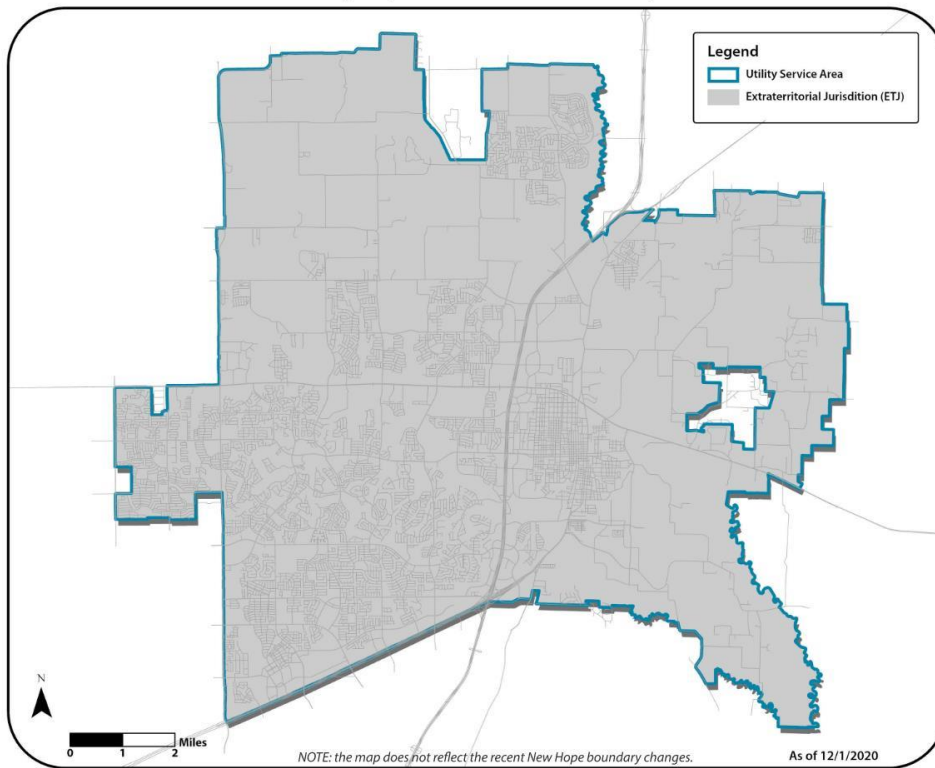 Legend
Utility Service Area
Extraterritorial Jurisdition (ETJ)
N
0 1 2 Miles
NOTE: the map does not reflect the recent New Hope boundary changes.
As of 12/1/2020